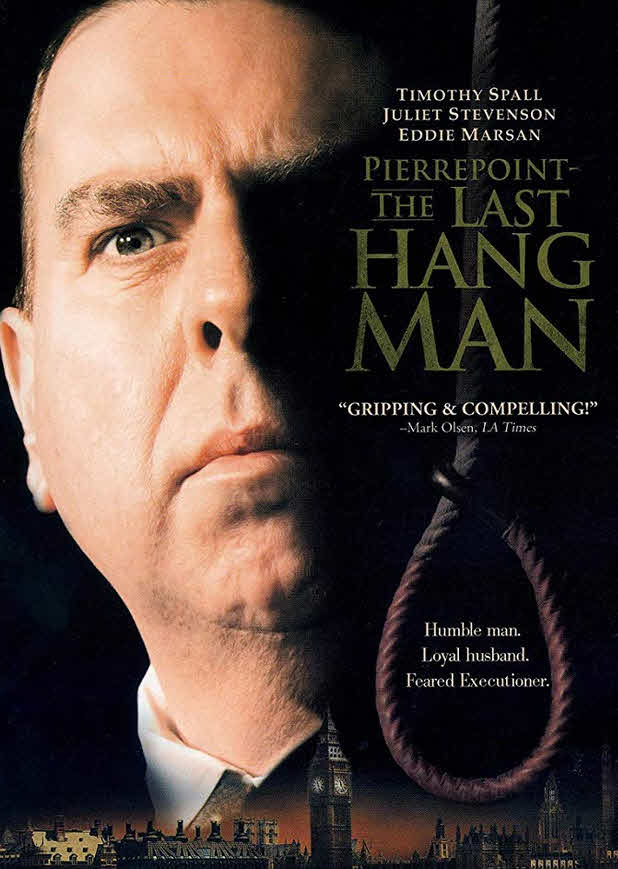 TIMOTHY SPALL
JULIET STEVENSON
EDDIE MARSAN
PIERREPOINT-
THE LAST
HANG
MAN
“GRIPPING & COMPELLING!”
–Mark Olsen, LA Times
Humble man.
Loyal husband.
Feared Executioner.